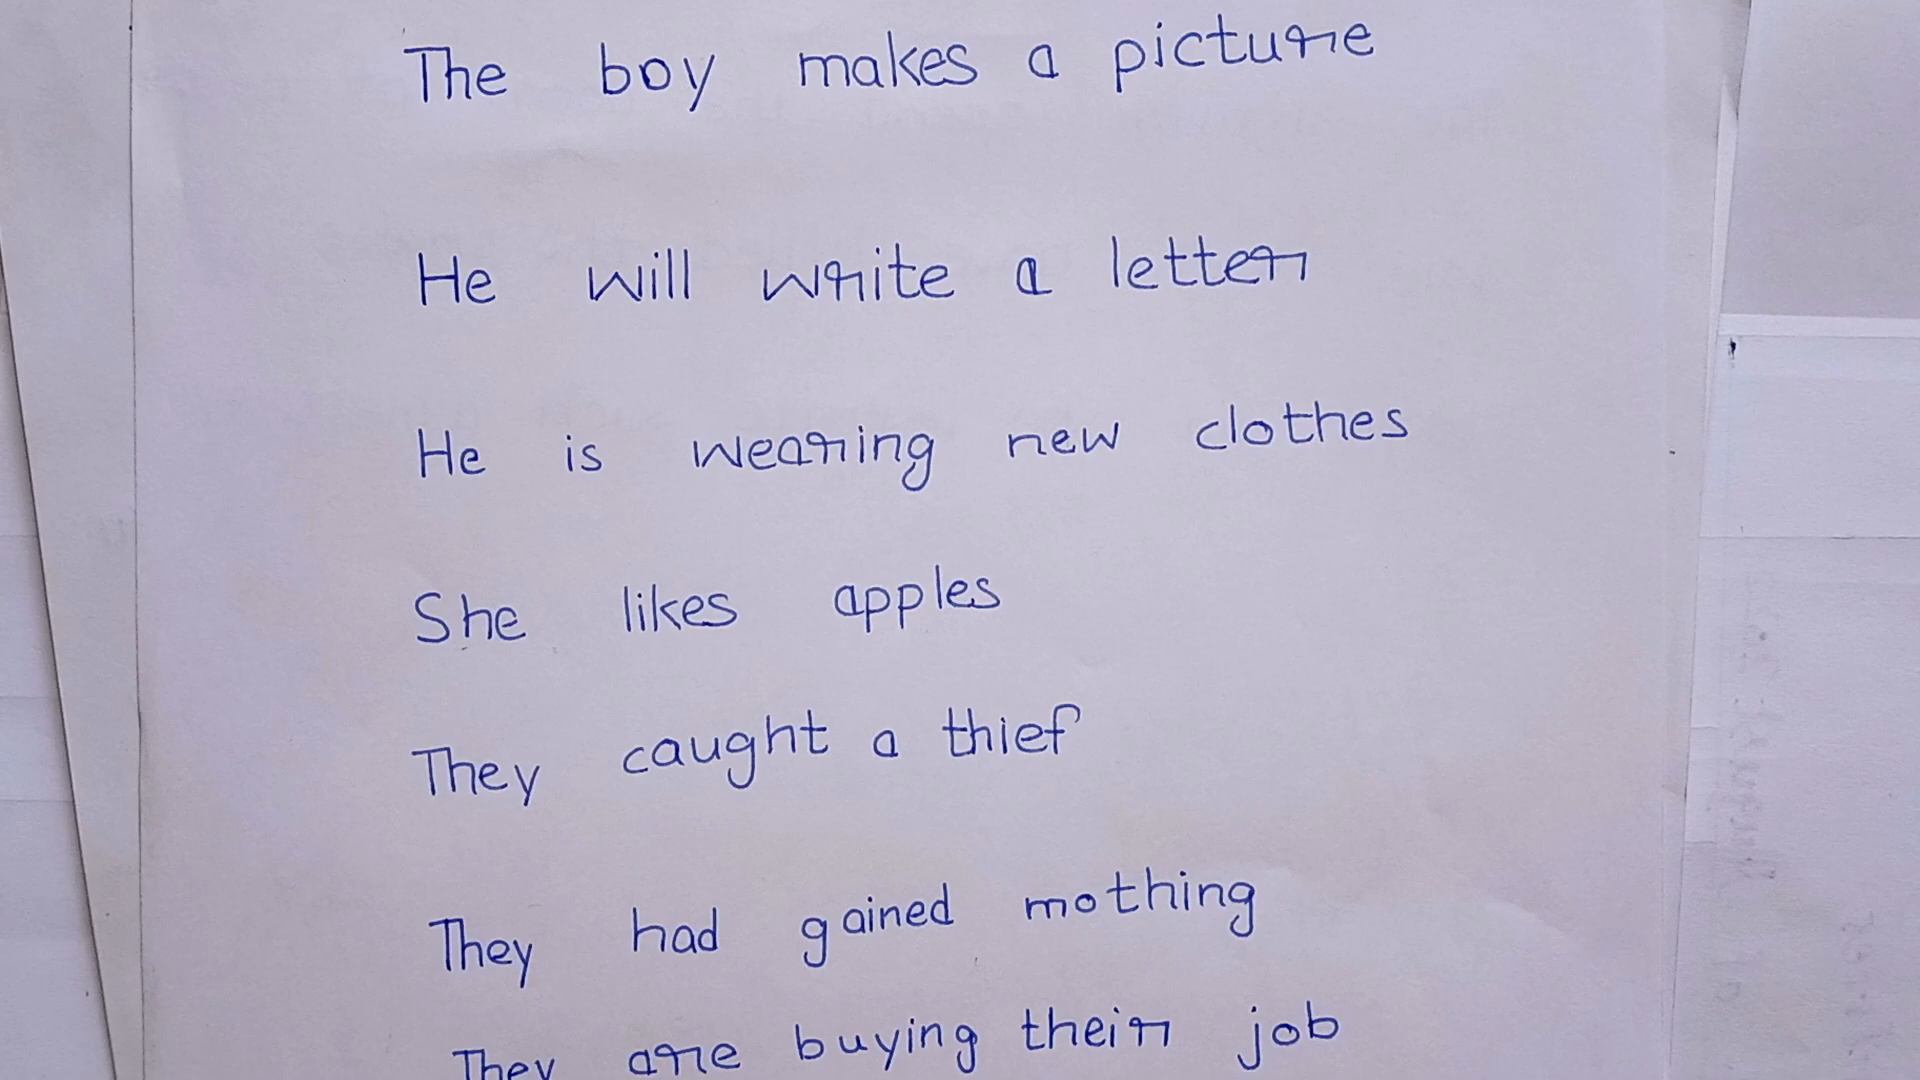 The boy makes a picture
He will write a letter
He is wearing new clothes
She likes apples
They caught a thief
They had gained mothing
They are buying their job